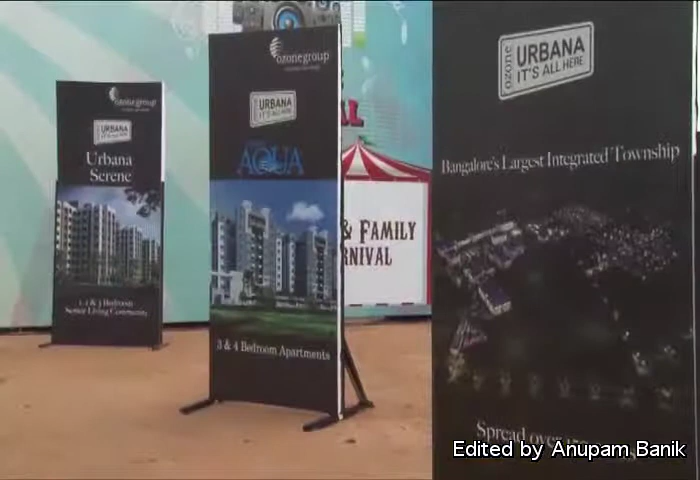 ozonegroup
URBANA
IT'S ALL HERE
Urbana
Serene
1, 2 & 3 Bedroom
Senior Living Community
ozonegroup
URBANA
IT'S ALL HERE
AQUA
3 & 4 Bedroom Apartments
& FAMILY
RNIVAL
ozone
URBANA
IT'S ALL HERE.
Bangalore's Largest Integrated Township
Spread over
Edited by Anupam Banik